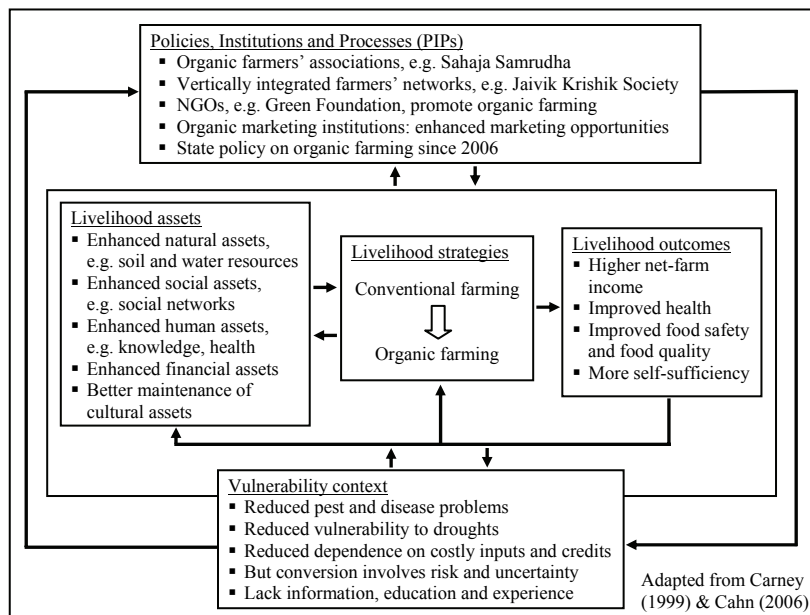 Policies, Institutions and Processes (PIPs)
▪ Organic farmers' associations, e.g. Sahaja Samrudha
▪ Vertically integrated farmers' networks, e.g. Jaivik Krishik Society
▪ NGOs, e.g. Green Foundation, promote organic farming
▪ Organic marketing institutions: enhanced marketing opportunities
▪ State policy on organic farming since 2006
Livelihood assets
▪ Enhanced natural assets,
e.g. soil and water resources
▪ Enhanced social assets,
e.g. social networks
▪ Enhanced human assets,
e.g. knowledge, health
▪ Enhanced financial assets
▪ Better maintenance of
cultural assets
Livelihood strategies
Conventional farming
Organic farming
Livelihood outcomes
▪ Higher net-farm
income
▪ Improved health
▪ Improved food safety
and food quality
▪ More self-sufficiency
Vulnerability context
▪ Reduced pest and disease problems
▪ Reduced vulnerability to droughts
▪ Reduced dependence on costly inputs and credits
▪ But conversion involves risk and uncertainty
▪ Lack information, education and experience
Adapted from Carney
(1999) & Cahn (2006)